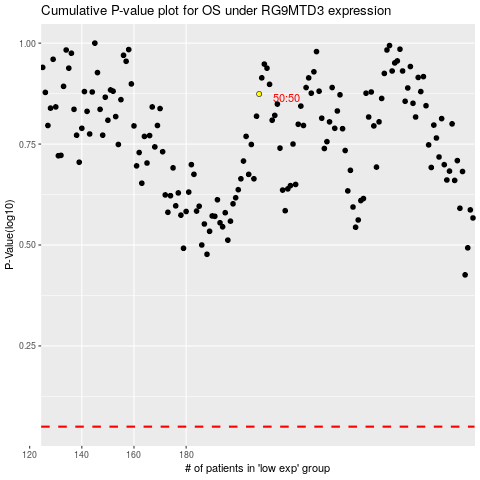 Cumulative P-value plot for OS under RG9MTD3 expression
1.00
0.75
0.50
0.25
50:50
P-Value(log10)
120 140 160 180
# of patients in 'low exp' group